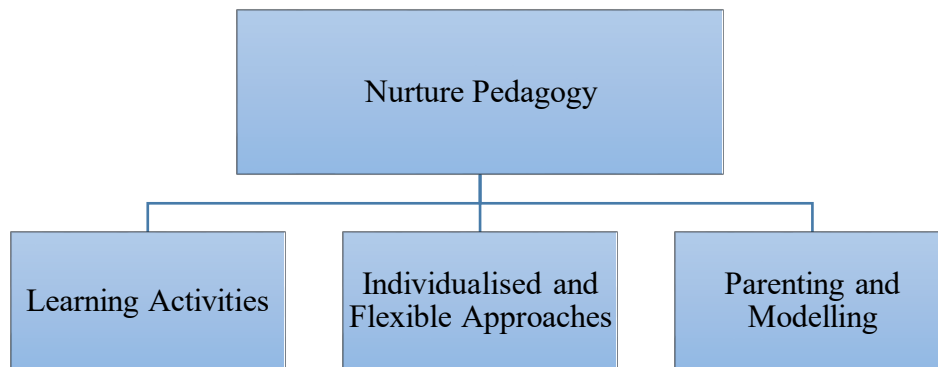 Nurture Pedagogy
Learning Activities
Individualised and
Flexible Approaches
Parenting and
Modelling